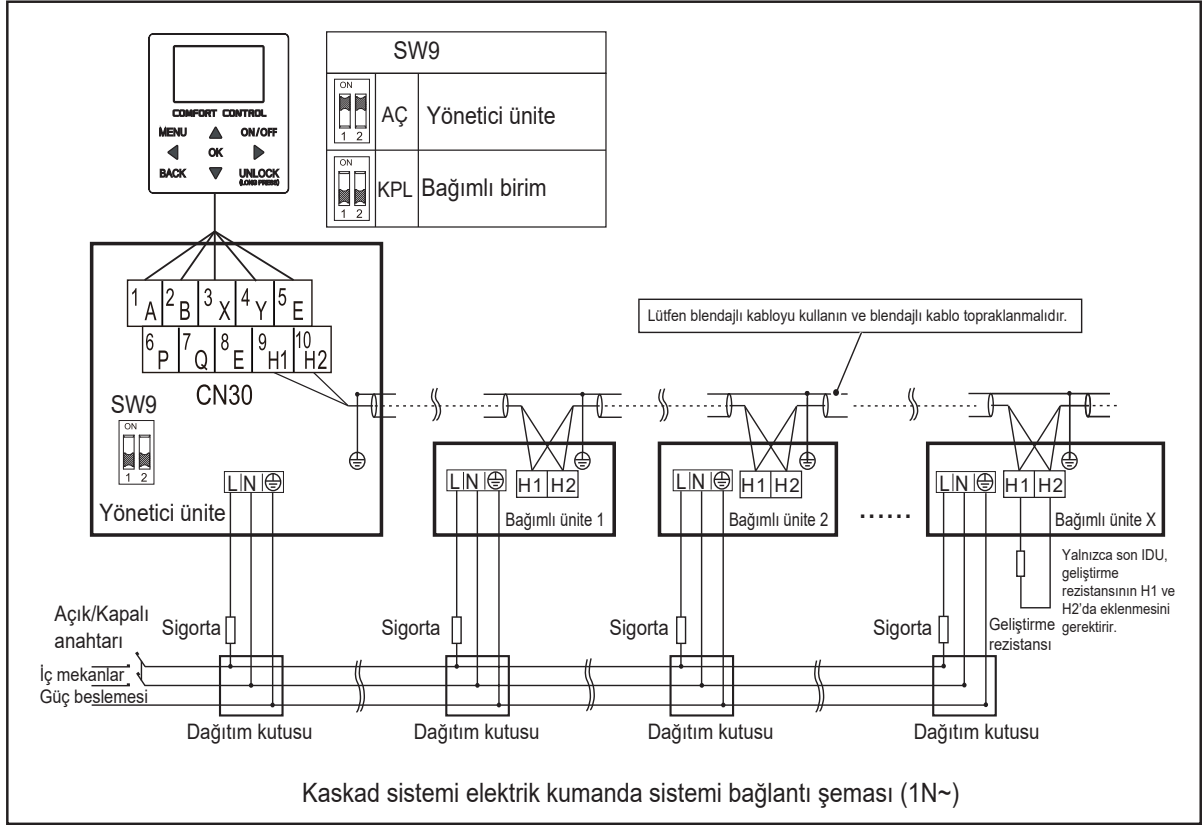 COMFORT CONTROL
MENU ON/OFF
OK
BACK UNLOCK
(LONG PRESS)
SW9
ON
1 2
AÇ
Yönetici ünite
ON
1 2
KPL
Bağımlı birim
1 A 2 B 3 X 4 Y 5 E
6 P 7 Q 8 E 9 H1 10 H2
CN30
SW9
ON
1 2
L N
Yönetici ünite
Lütfen blendajlı kabloyu kullanın ve blendajlı kablo topraklanmalıdır.
L N
H1 H2
Bağımlı ünite 1
L N
H1 H2
Bağımlı ünite 2
......
L N
H1 H2
Bağımlı ünite X
Yalnızca son IDU,
geliştirme
rezistansının H1 ve
H2’da eklenmesini
gerektirir.
Geliştirme
rezistansı
Açık/Kapalı
anahtarı
İç mekanlar
Güç beslemesi
Sigorta
Sigorta
Sigorta
Sigorta
Dağıtım kutusu
Dağıtım kutusu
Dağıtım kutusu
Dağıtım kutusu
Kaskad sistemi elektrik kumanda sistemi bağlantı şeması (1N~)